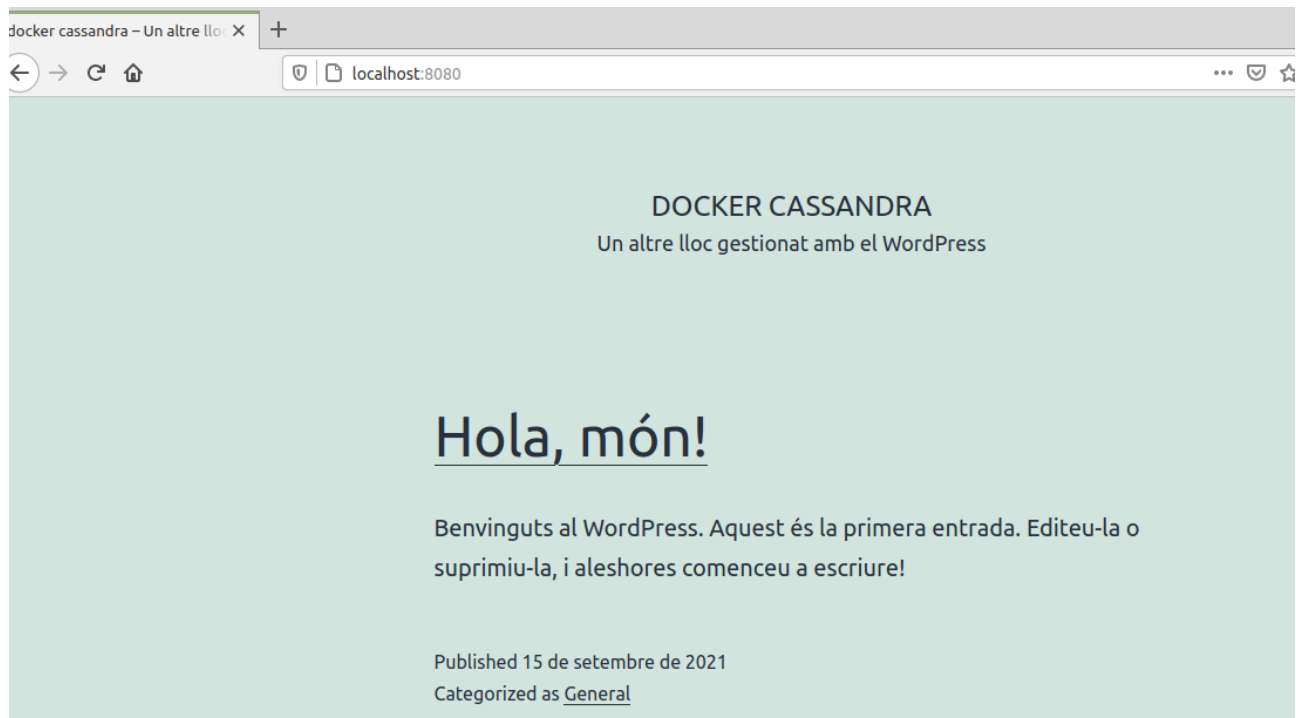 docker cassandra – Un altre lloc
localhost:8080
DOCKER CASSANDRA
Un altre lloc gestionat amb el WordPress
Hola, món!
Benvinguts al WordPress. Aquest és la primera entrada. Editeu-la o
suprimiu-la, i aleshores comenceu a escriure!
Published 15 de setembre de 2021
Categorized as General